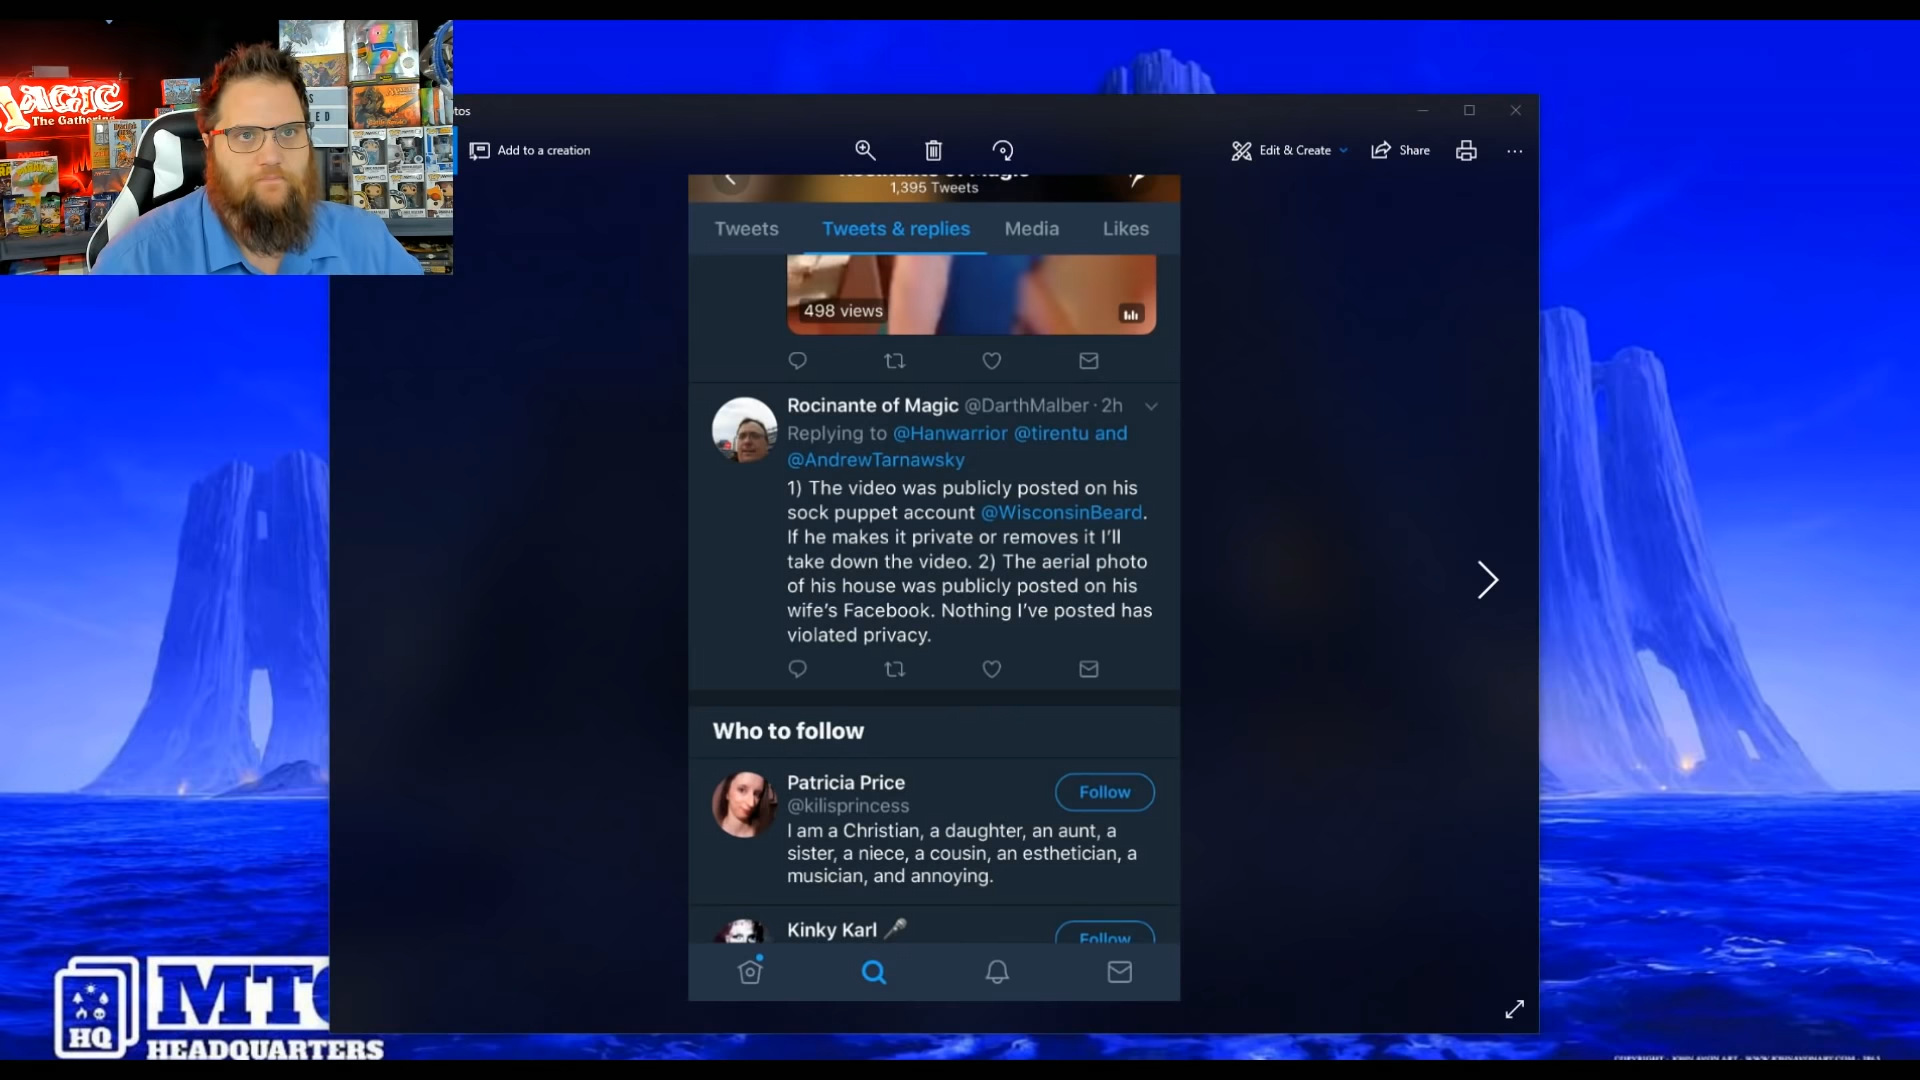 MAGIC
The Gathering
tos
Add to a creation
Edit & Create
Share
1,395 Tweets
Tweets
Tweets & replies
Media
Likes
498 views
Rocinante of Magic @DarthMalber · 2h
Replying to @Hanwarrior @tirentu and
@AndrewTarnawsky
1) The video was publicly posted on his
sock puppet account @WisconsinBeard.
If he makes it private or removes it I'll
take down the video. 2) The aerial photo
of his house was publicly posted on his
wife's Facebook. Nothing I've posted has
violated privacy.
Who to follow
Patricia Price
@kilisprincess
Follow
I am a Christian, a daughter, an aunt, a
sister, a niece, a cousin, an esthetician, a
musician, and annoying.
Kinky Karl
Follow
HQ
MTG
HEADQUARTERS